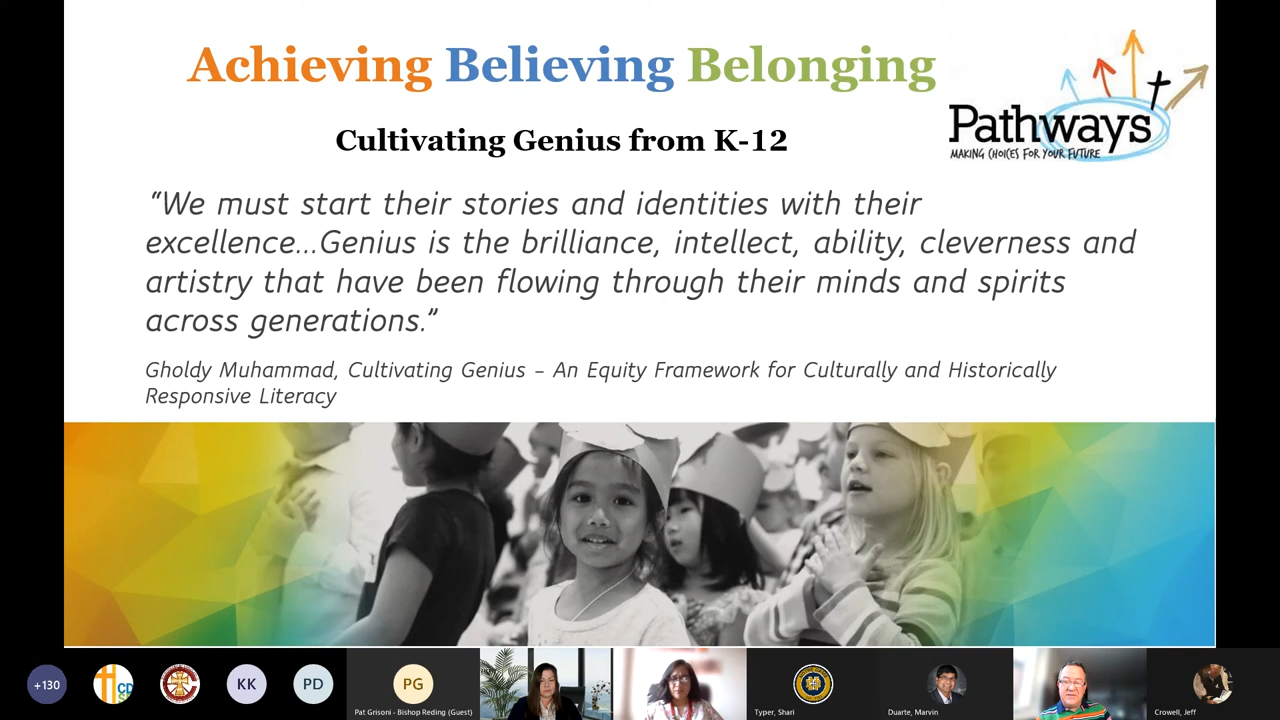 Achieving Believing Belonging
Pathways
MAKING CHOICES FOR YOUR FUTURE
Cultivating Genius from K-12
“We must start their stories and identities with their
excellence…Genius is the brilliance, intellect, ability, cleverness and
artistry that have been flowing through their minds and spirits
across generations.”
Gholdy Muhammad, Cultivating Genius – An Equity Framework for Culturally and Historically
Responsive Literacy
+130
CD
KK
PD
PG
Pat Grisoni - Bishop Reding (Guest)
Typer, Shari
Duarte, Marvin
Crowell, Jeff